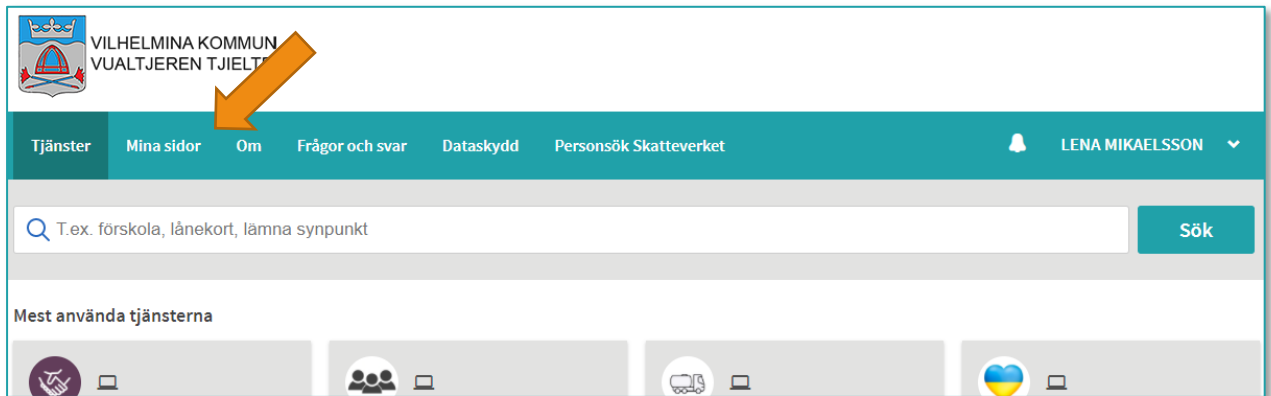 VILHELMINA KOMMUN
VUALTJEREN
Tjänster Mina sidor Om Frågor och svar Dataskydd Personsök Skatteverket LENA MIKAELSSON
T.ex. förskola, lånekort, lämna synpunkt Sök
Mest använda tjänsterna